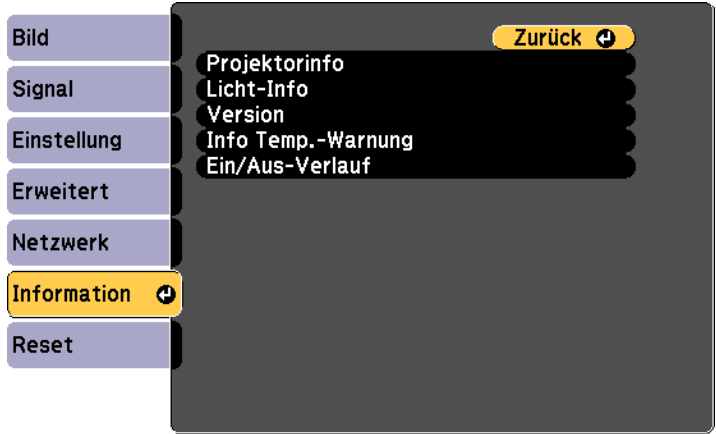 Bild
Signal
Einstellung
Erweitert
Netzwerk
Information
Reset
Zurück
Projektorinfo
Licht-Info
Version
Info Temp.-Warnung
Ein/Aus-Verlauf